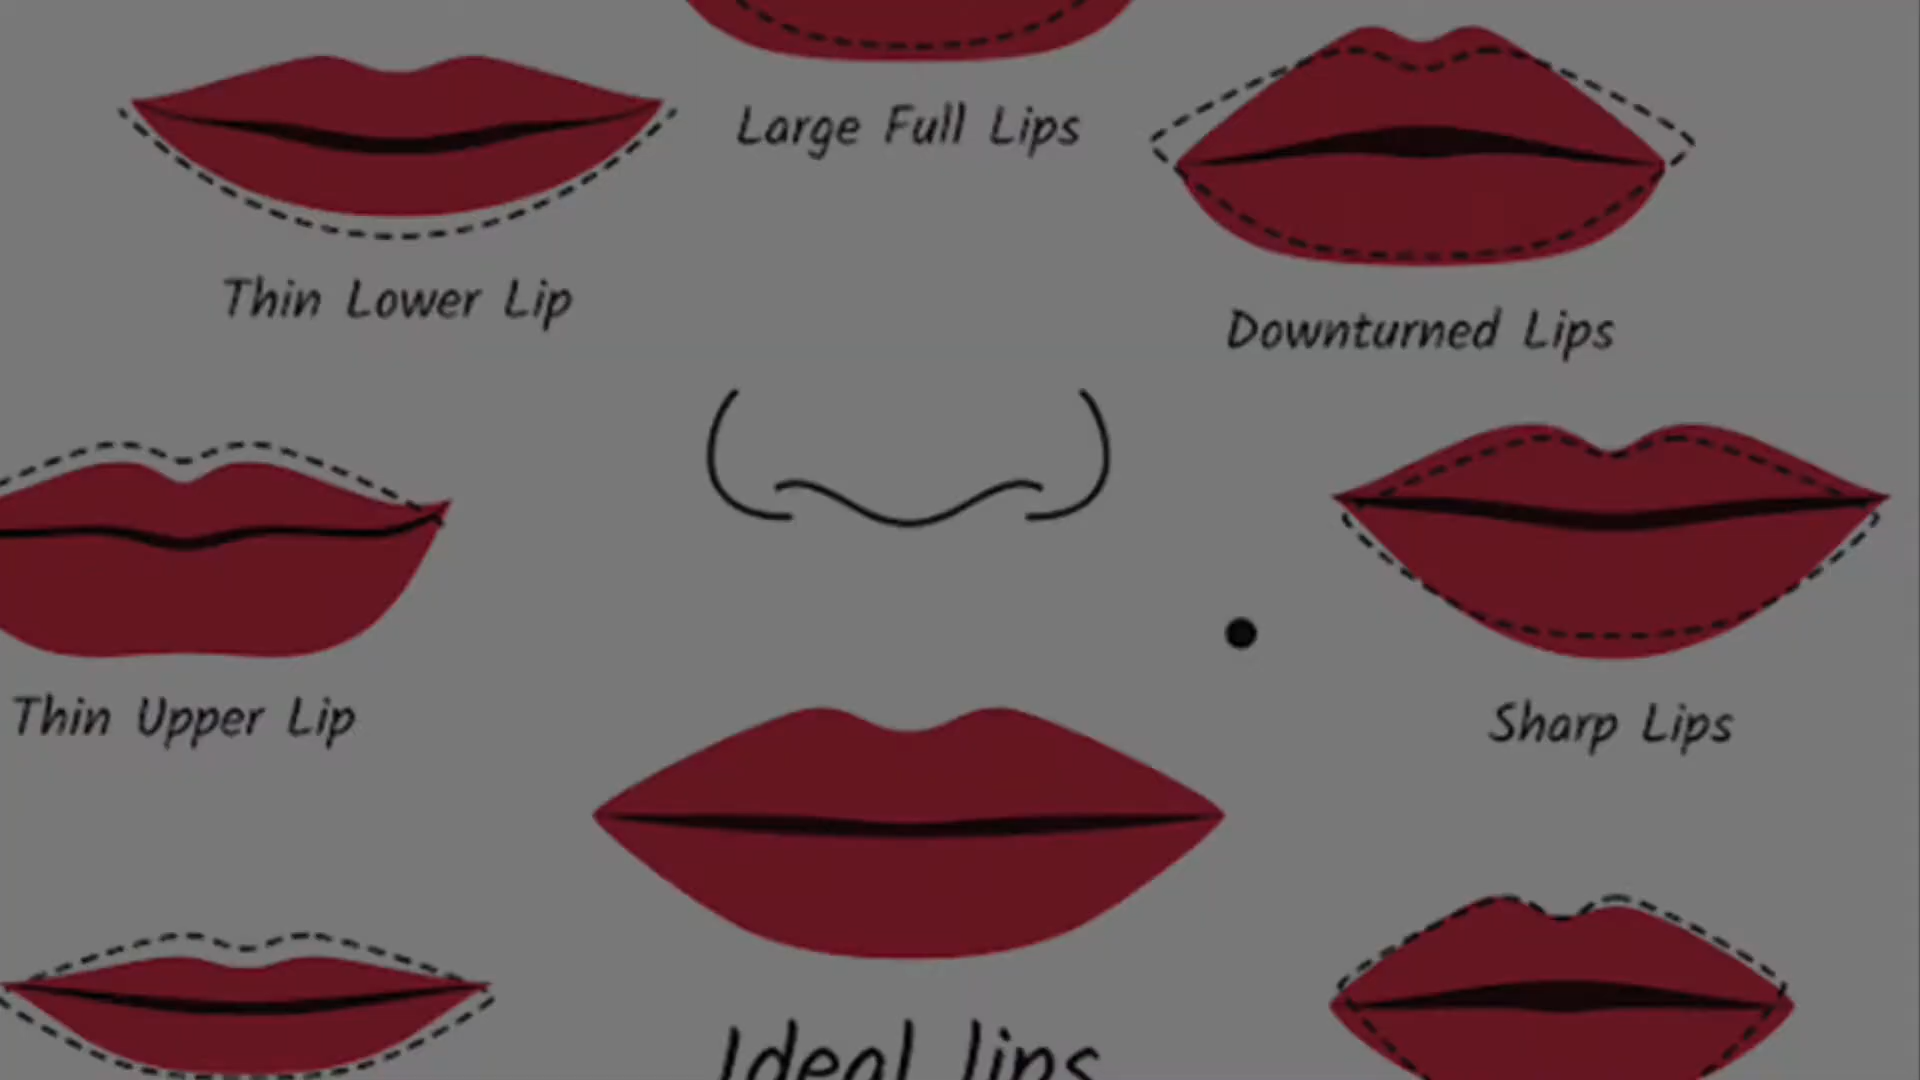 Large Full Lips
Thin Lower Lip
Downturned Lips
Thin Upper Lip
Sharp Lips
Ideal lips